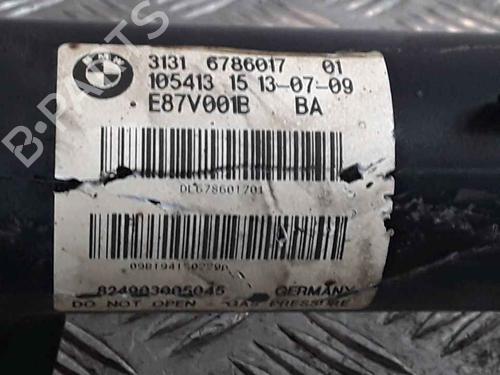 BMW
3131 6786017 01
105413 15 13-07-09
E87V001B BA
DL678601701
824903005045 GERMANY
DO NOT OPEN - GAS PRESSURE
B-PARTS